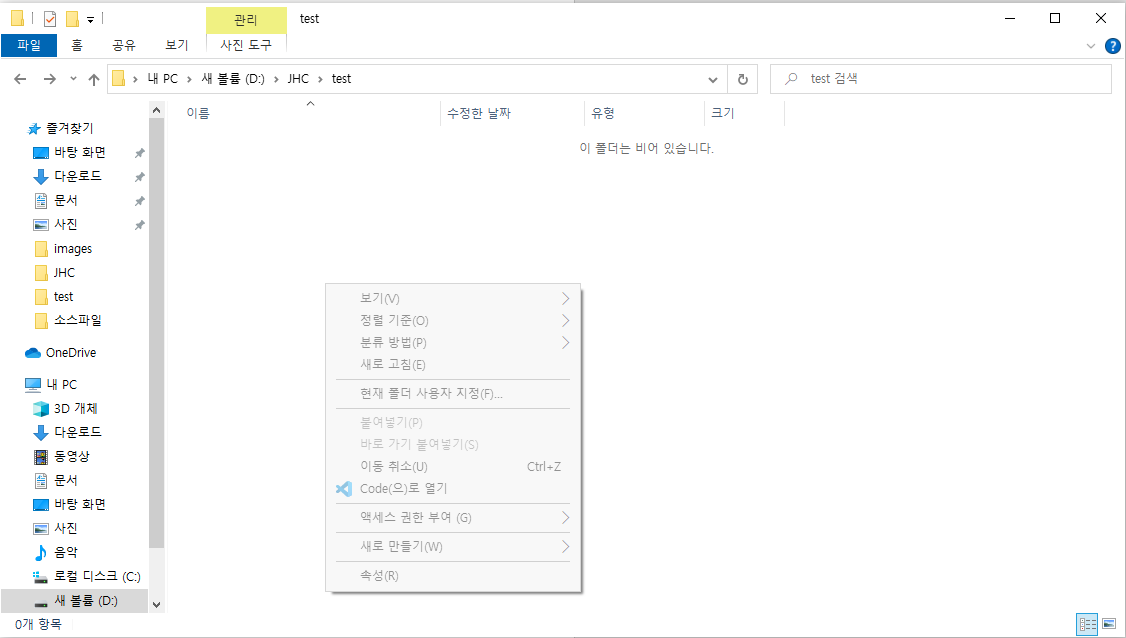 관리
test
파일
홈
공유
보기
사진 도구
내 PC
새 볼륨 (D:)
JHC
test
test 검색
이름
수정한 날짜
유형
크기
이 폴더는 비어 있습니다.
즐겨찾기
바탕 화면
다운로드
문서
사진
images
JHC
test
소스파일
OneDrive
내 PC
3D 개체
다운로드
동영상
문서
바탕 화면
사진
음악
로컬 디스크 (C:)
새 볼륨 (D:)
보기(V)
정렬 기준(O)
분류 방법(P)
새로 고침(E)
현재 폴더 사용자 지정(F)...
붙여넣기(P)
바로 가기 붙여넣기(S)
이동 취소(U) Ctrl+Z
Code(으)로 열기
액세스 권한 부여 (G)
새로 만들기(W)
속성(R)
0개 항목